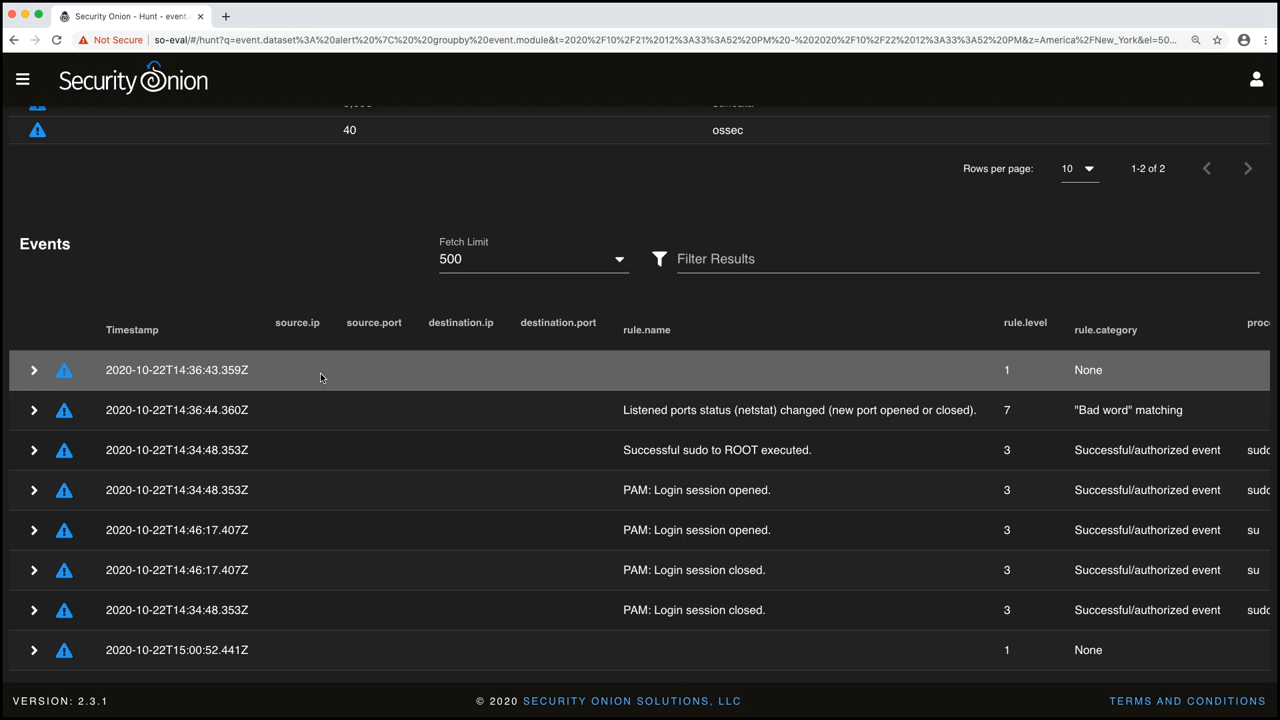 Security Onion - Hunt - event.
Not Secure so-eval/#/hunt?q=event.dataset%3A%20alert%20%7C%20%20groupby%20event.module&t=2020%2F10%2F21%2012%3A33%3A52%20PM%20-%202020%2F10%2F22%2012%3A33%3A52%20PM&z=America%2FNew_York&el=50...
Security Onion
40 ossec
Rows per page: 10 1-2 of 2
Events
Fetch Limit
500 Filter Results
Timestamp source.ip source.port destination.ip destination.port rule.name rule.level rule.category proc
2020-10-22T14:36:43.359Z 1 None
2020-10-22T14:36:44.360Z Listened ports status (netstat) changed (new port opened or closed). 7 "Bad word" matching
2020-10-22T14:34:48.353Z Successful sudo to ROOT executed. 3 Successful/authorized event sudo
2020-10-22T14:34:48.353Z PAM: Login session opened. 3 Successful/authorized event sudo
2020-10-22T14:46:17.407Z PAM: Login session opened. 3 Successful/authorized event su
2020-10-22T14:46:17.407Z PAM: Login session closed. 3 Successful/authorized event su
2020-10-22T14:34:48.353Z PAM: Login session closed. 3 Successful/authorized event sudo
2020-10-22T15:00:52.441Z 1 None
VERSION: 2.3.1 © 2020 SECURITY ONION SOLUTIONS, LLC TERMS AND CONDITIONS